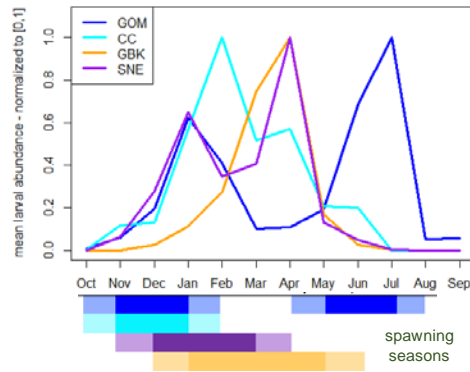 mean larval abundance - normalized to [0,1]
GOM
CC
GBK
SNE
1.0
0.8
0.6
0.4
0.2
0.0
Oct Nov Dec Jan Feb Mar Apr May Jun Jul Aug Sep
spawning
seasons